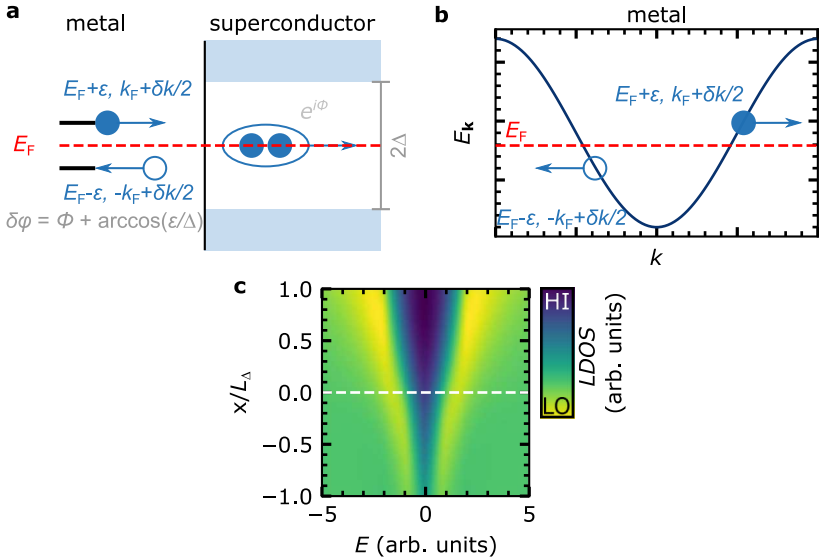 a
metal
superconductor
E_F+ε, k_F+δk/2
e^{iΦ}
E_F
2Δ
E_F-ε, -k_F+δk/2
δφ = Φ + arccos(ε/Δ)
b
metal
E_F+ε, k_F+δk/2
E_F
E_k
E_F-ε, -k_F+δk/2
k
c
1.0
0.5
0.0
−0.5
−1.0
x/L_Δ
−5
0
5
E (arb. units)
HI
LO
LDOS
(arb. units)